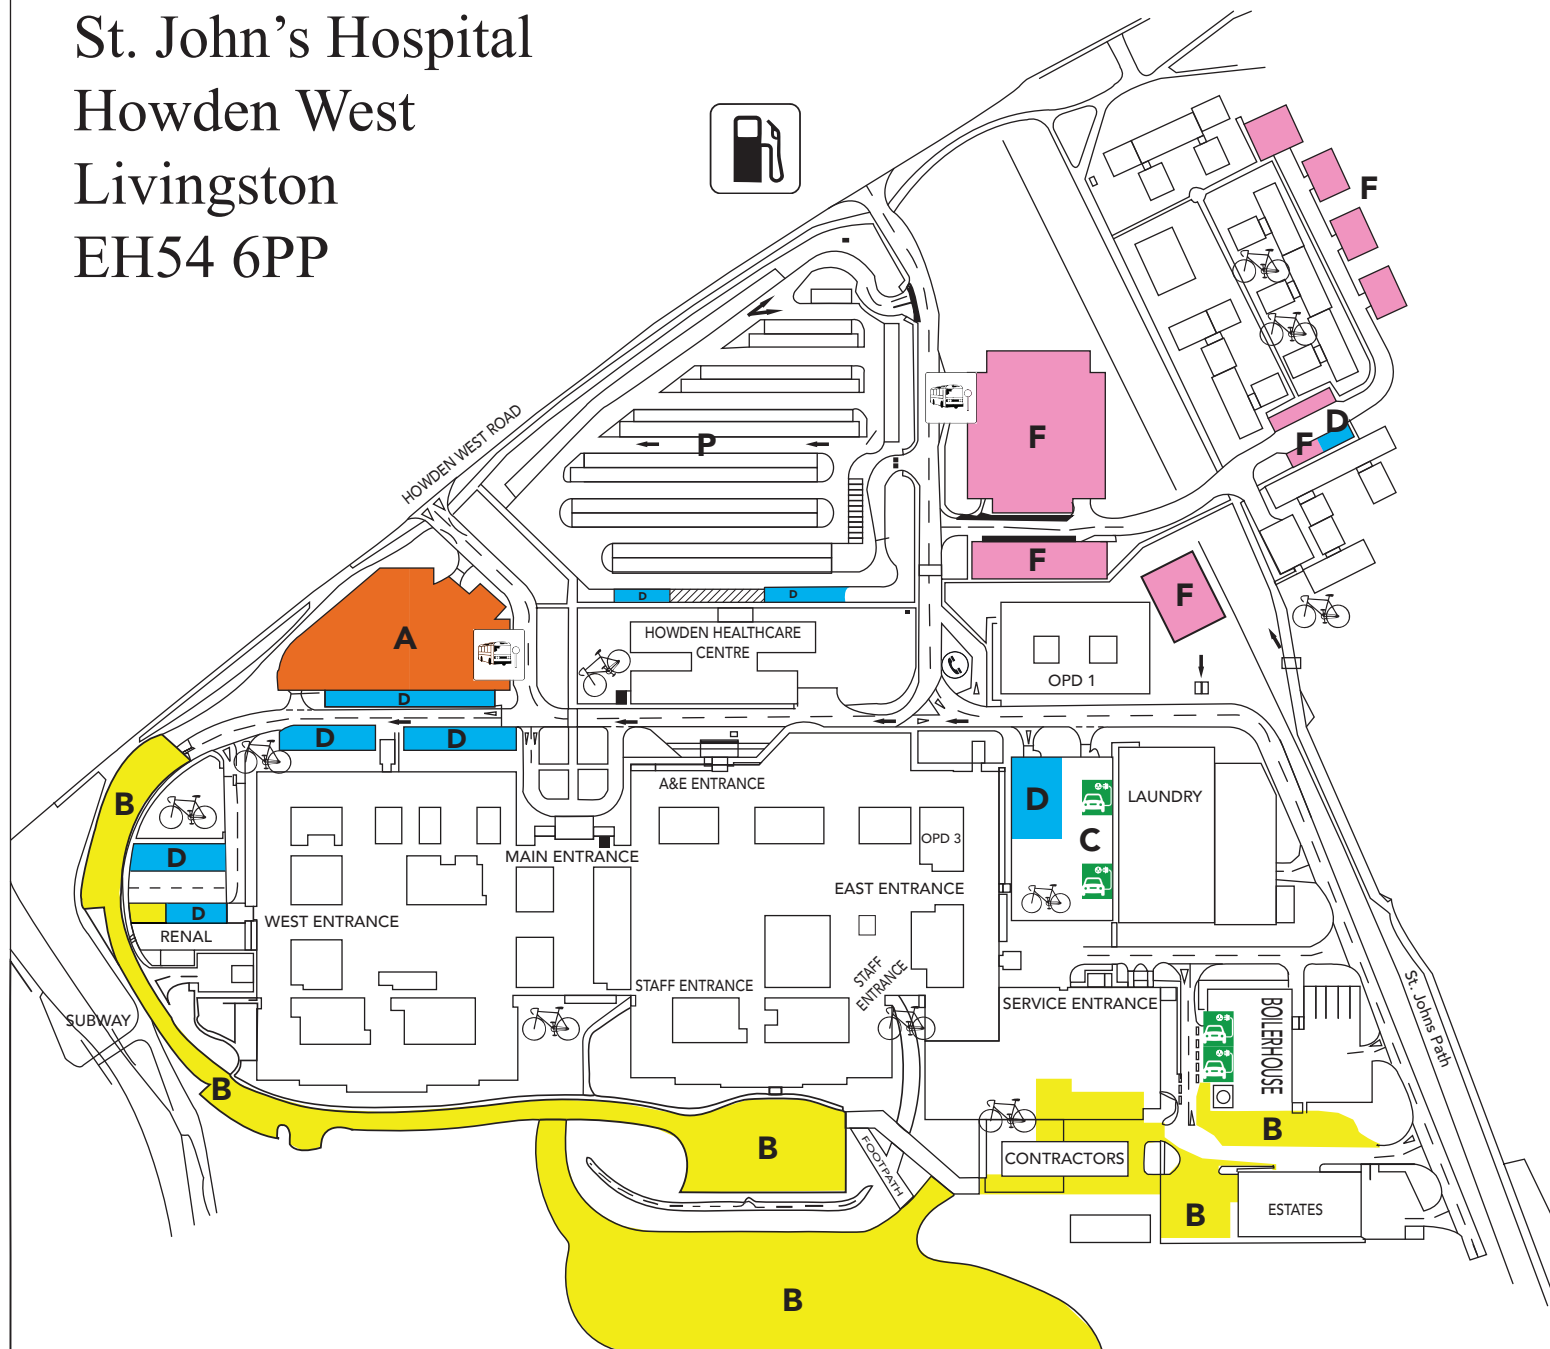 St. John’s Hospital
Howden West
Livingston
EH54 6PP
F
HOWDEN WEST ROAD
P
F
D
F
F
D
D
F
A
HOWDEN HEALTHCARE
CENTRE
OPD 1
D
D
D
A&E ENTRANCE
B
D
LAUNDRY
C
OPD 3
MAIN ENTRANCE
D
EAST ENTRANCE
D
WEST ENTRANCE
RENAL
STAFF ENTRANCE
STAFF
ENTRANCE
SERVICE ENTRANCE
BOILERHOUSE
St. Johns Path
SUBWAY
B
B
B
FOOTPATH
CONTRACTORS
B
ESTATES
B